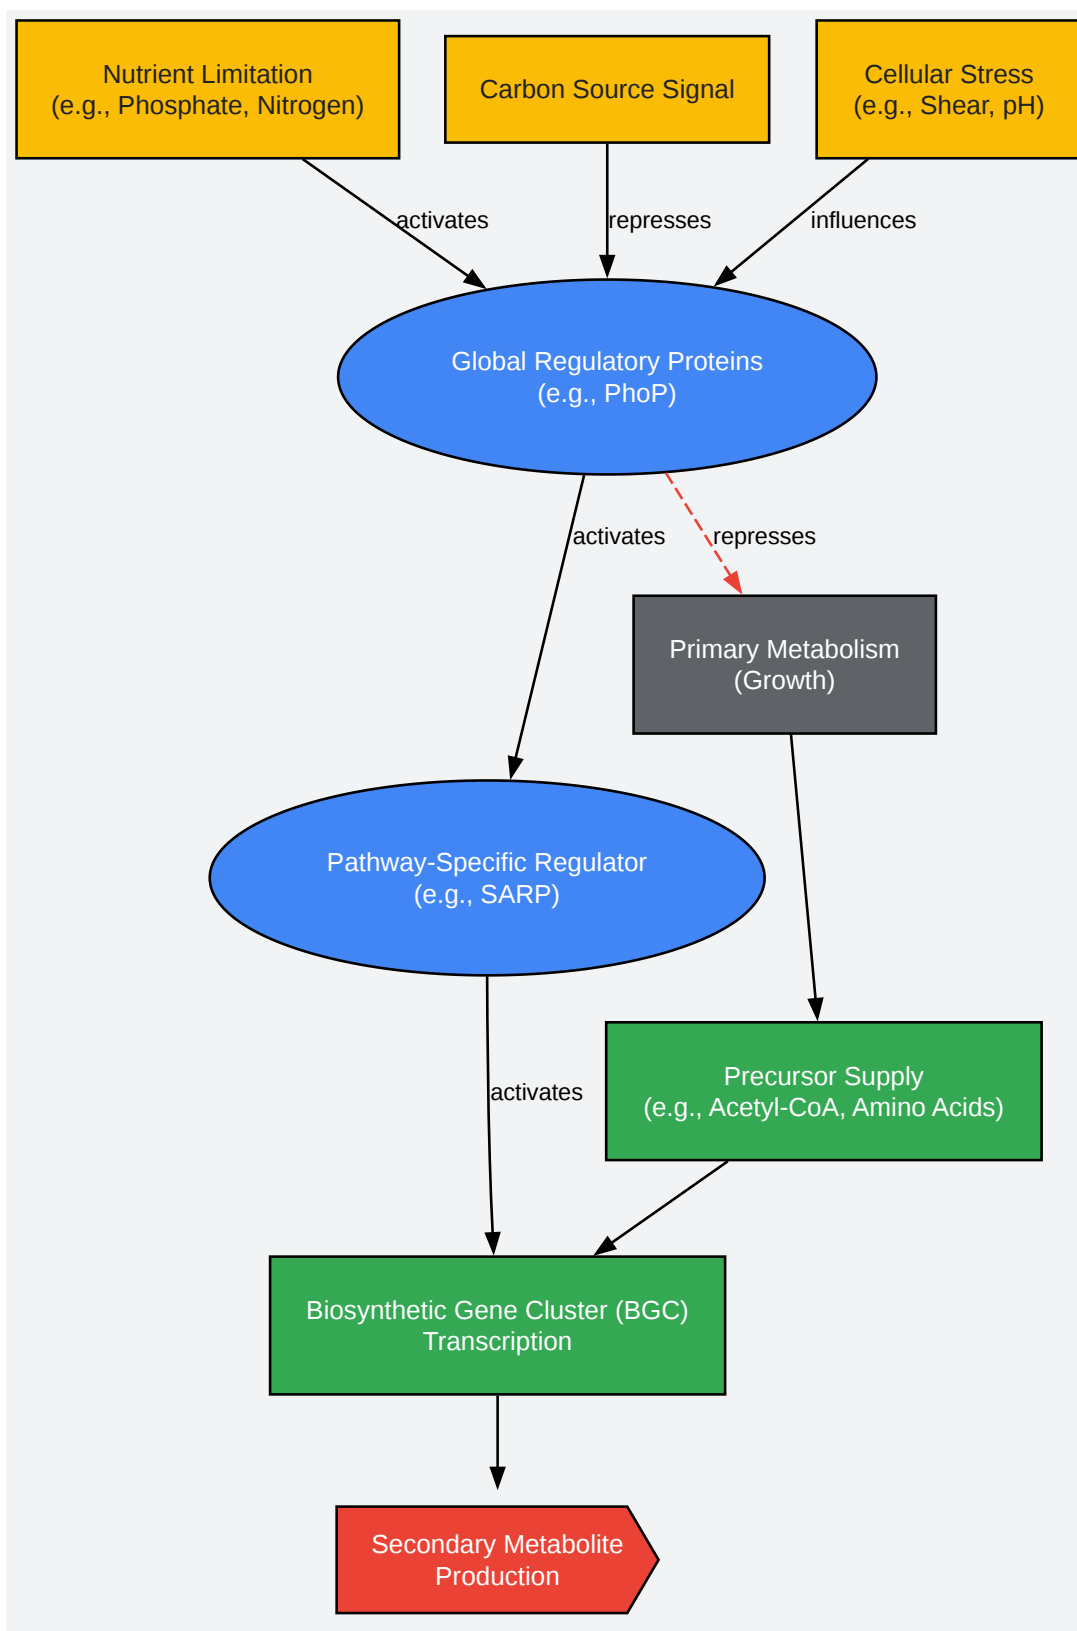 Nutrient Limitation
(e.g., Phosphate, Nitrogen)
Carbon Source Signal
Cellular Stress
(e.g., Shear, pH)
activates
represses
influences
Global Regulatory Proteins
(e.g., PhoP)
activates
represses
Primary Metabolism
(Growth)
Pathway-Specific Regulator
(e.g., SARP)
activates
Precursor Supply
(e.g., Acetyl-CoA, Amino Acids)
Biosynthetic Gene Cluster (BGC)
Transcription
Secondary Metabolite
Production